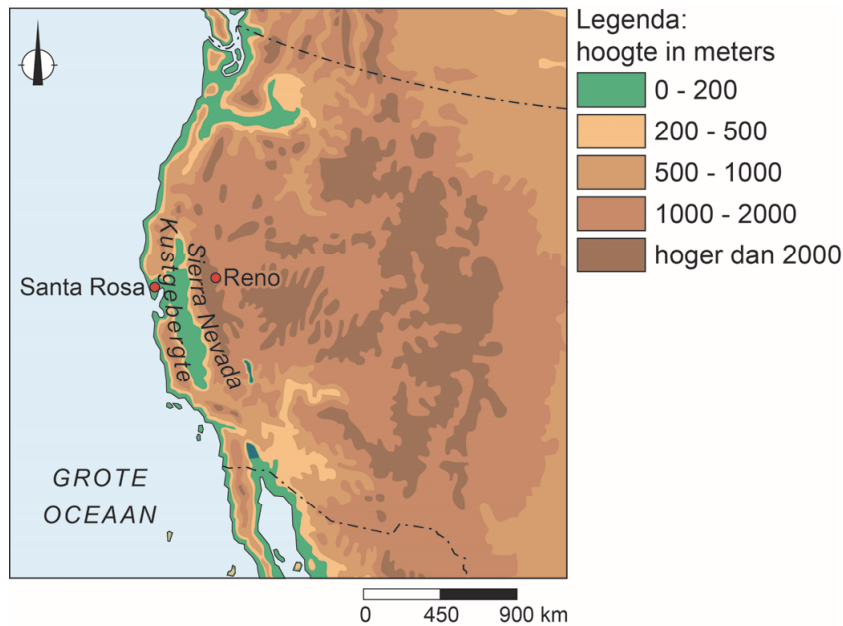 Legenda:
hoogte in meters
0 - 200
200 - 500
500 - 1000
1000 - 2000
hoger dan 2000
Kustgebergte
Sierra Nevada
Santa Rosa
Reno
GROTE
OCEAAN
0 450 900 km